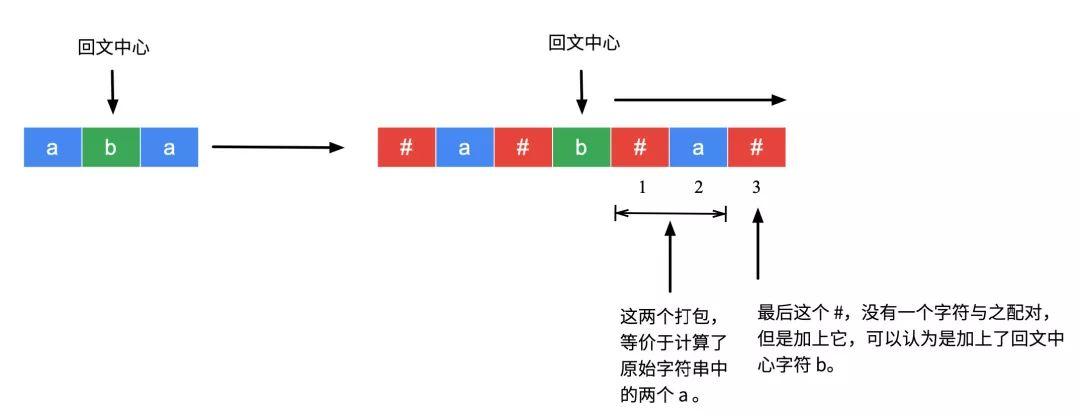 回文中心
回文中心
a b a
# a # b # a #
1 2 3
这两个打包，
等价于计算了
原始字符串中
的两个 a 。
最后这个 #，没有一个字符与之配对，
但是加上它，可以认为是加上了回文中
心字符 b。